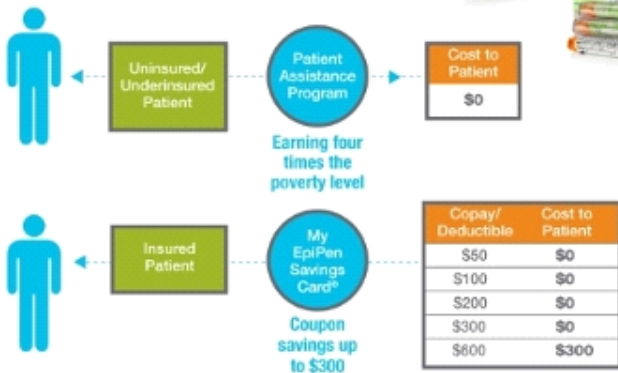 Uninsured/
Underinsured
Patient
Patient
Assistance
Program
Cost to
Patient
$0
Earning four
times the
poverty level
Insured
Patient
My
EpiPen
Savings
Card®
Coupon
savings up
to $300
Copay/ Cost to
Deductible Patient
$50 $0
$100 $0
$200 $0
$300 $0
$600 $300